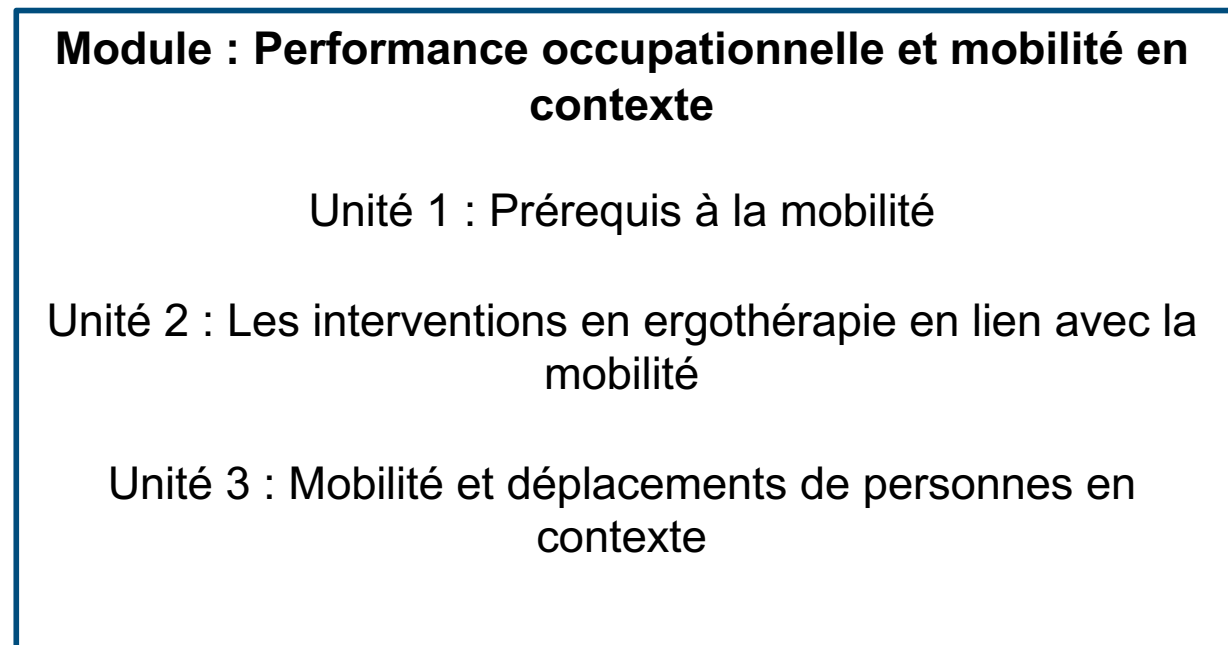 Module : Performance occupationnelle et mobilité en
contexte
Unité 1 : Prérequis à la mobilité
Unité 2 : Les interventions en ergothérapie en lien avec la
mobilité
Unité 3 : Mobilité et déplacements de personnes en
contexte